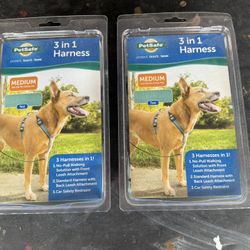 PetSafe
3 in 1
Harness
MEDIUM
Teal
3 Harnesses in 1!
1. No-Pull Walking
Solution with Front
Leash Attachment
2. Standard Harness with
Back Leash Attachment
3. Car Safety Restraint
PetSafe
3 in 1
Harness
MEDIUM
Teal
3 Harnesses in 1!
1. No-Pull Walking
Solution with Front
Leash Attachment
2. Standard Harness with
Back Leash Attachment
3. Car Safety Restraint